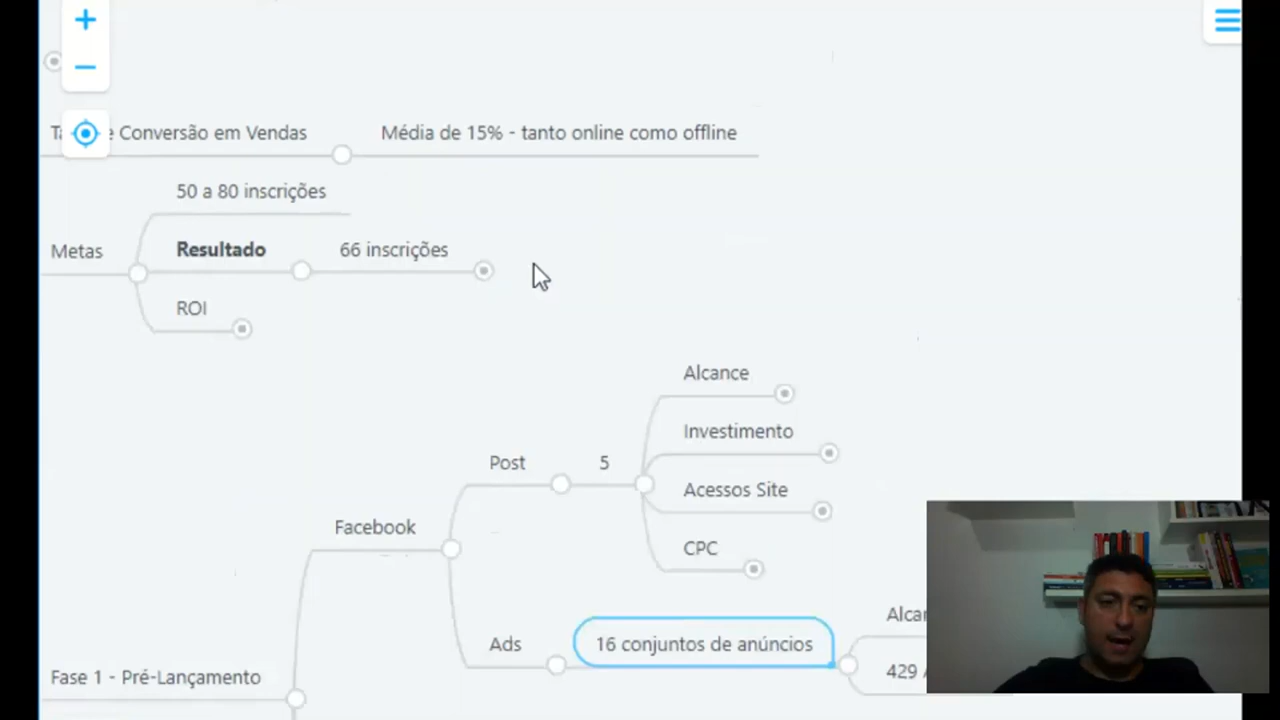 Conversão em Vendas
Média de 15% - tanto online como offline
50 a 80 inscrições
Metas
Resultado
66 inscrições
ROI
Alcance
Investimento
Post
5
Acessos Site
Facebook
CPC
Ads
16 conjuntos de anúncios
429
Fase 1 - Pré-Lançamento